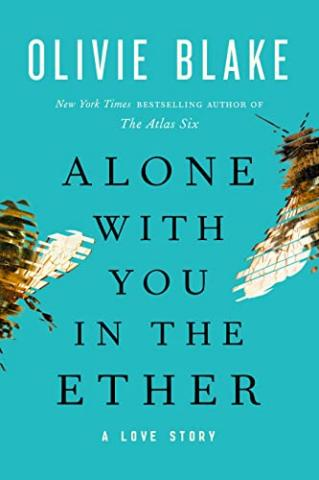 OLIVIE BLAKE
New York Times BESTSELLING AUTHOR OF
The Atlas Six
ALONE
WITH
YOU
IN THE
ETHER
A LOVE STORY